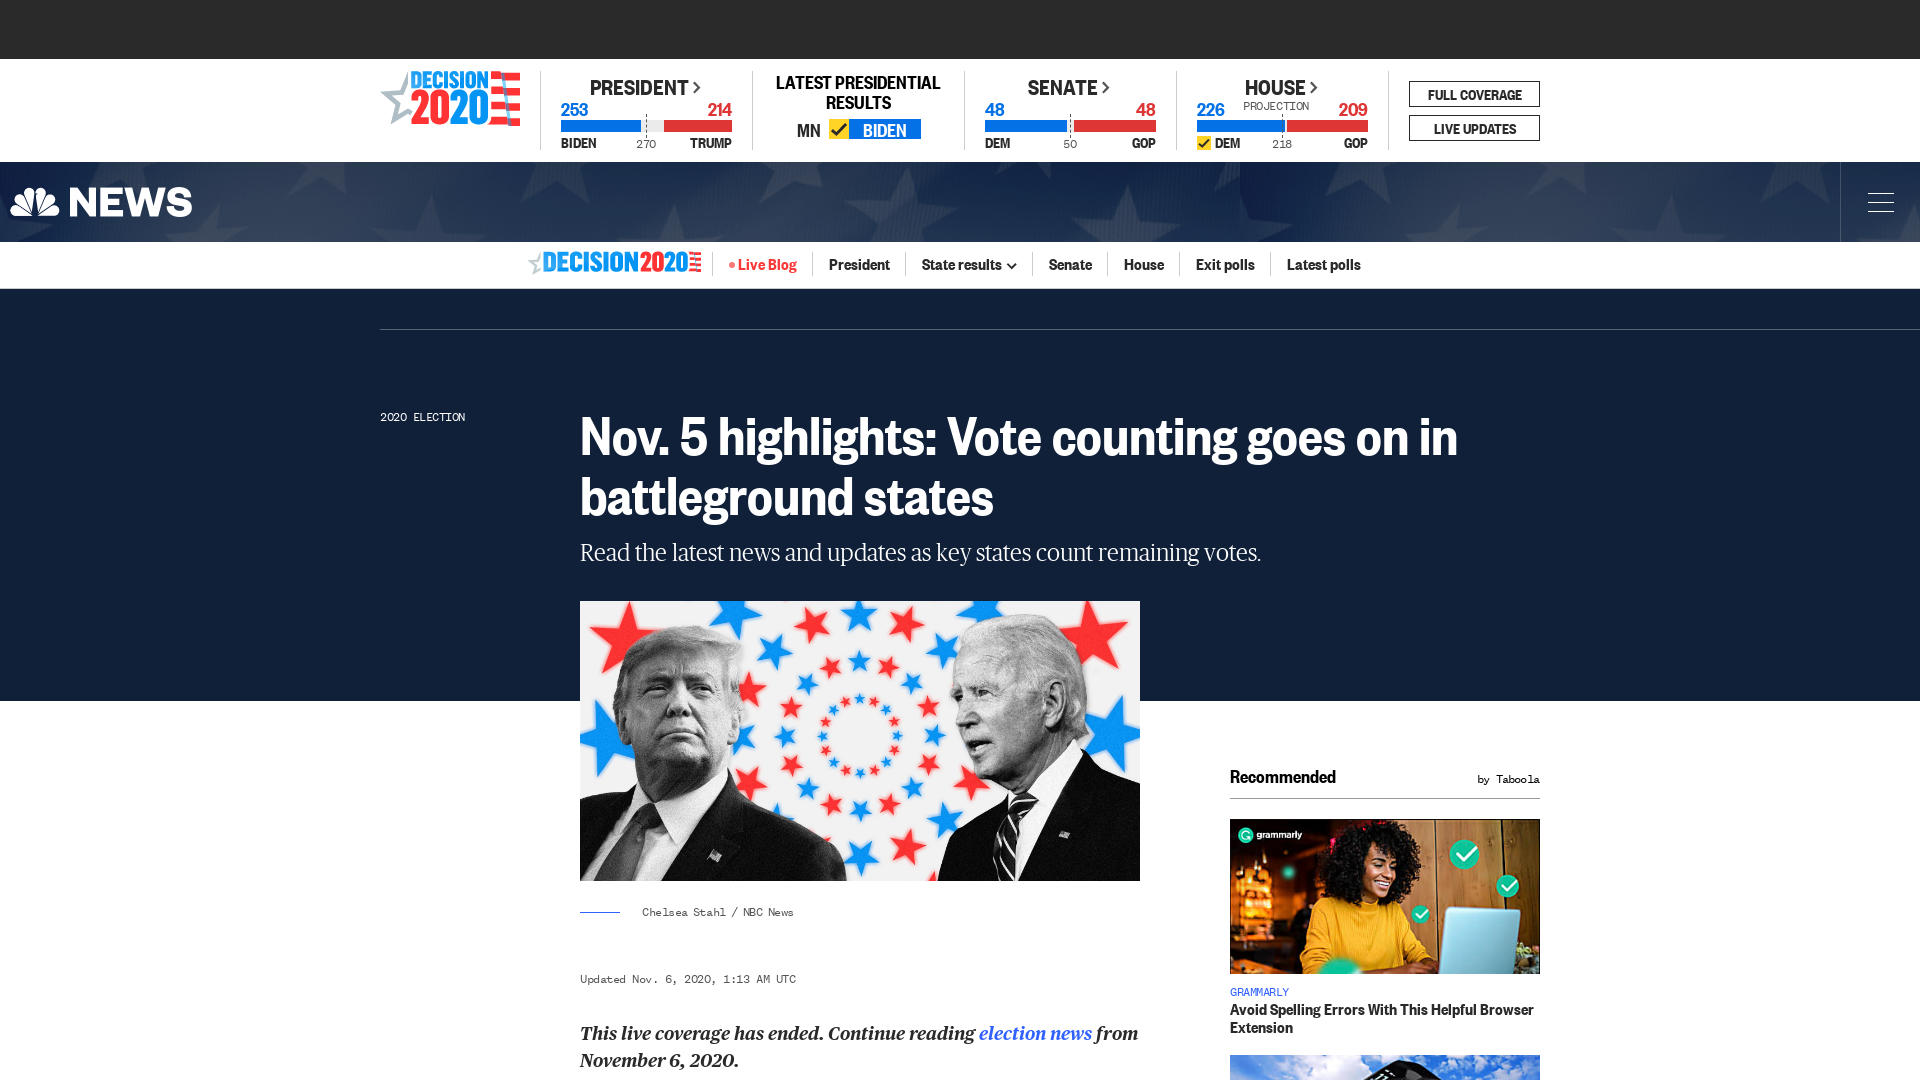 DECISION
2020
PRESIDENT
253 214
BIDEN 270 TRUMP
LATEST PRESIDENTIAL
RESULTS
MN BIDEN
SENATE
48 48
DEM 50 GOP
HOUSE
226 PROJECTION 209
DEM 218 GOP
FULL COVERAGE
LIVE UPDATES
NEWS
DECISION2020 Live Blog President State results Senate House Exit polls Latest polls
2020 ELECTION
Nov. 5 highlights: Vote counting goes on in
battleground states
Read the latest news and updates as key states count remaining votes.
Chelsea Stahl / NBC News
Updated Nov. 6, 2020, 1:13 AM UTC
This live coverage has ended. Continue reading election news from
November 6, 2020.
Recommended by Taboola
grammarly
GRAMMARLY
Avoid Spelling Errors With This Helpful Browser
Extension